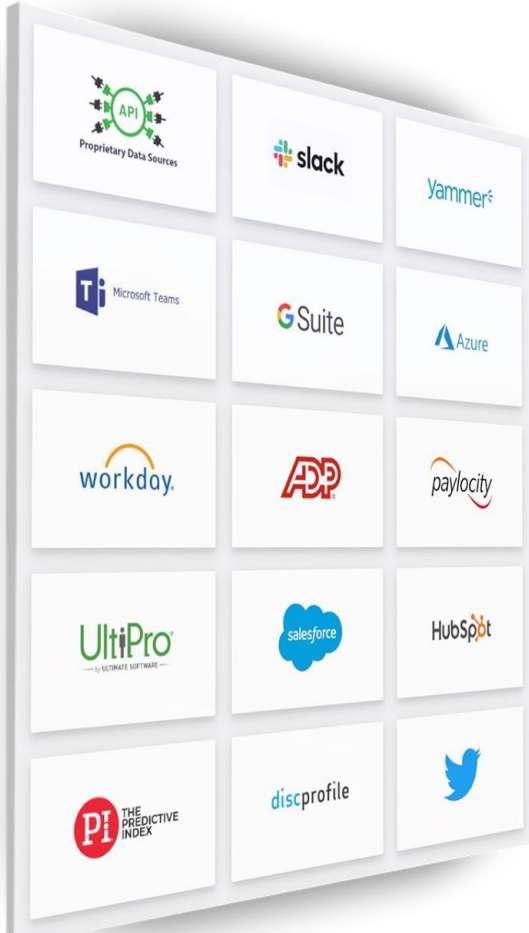 API
Proprietary Data Sources
slack
yammer
T
Microsoft Teams
G Suite
Azure
workday.
ADP
paylocity
UltiPro
by ULTIMATE SOFTWARE
salesforce
HubSpot
PI
THE
PREDICTIVE
INDEX
discprofile